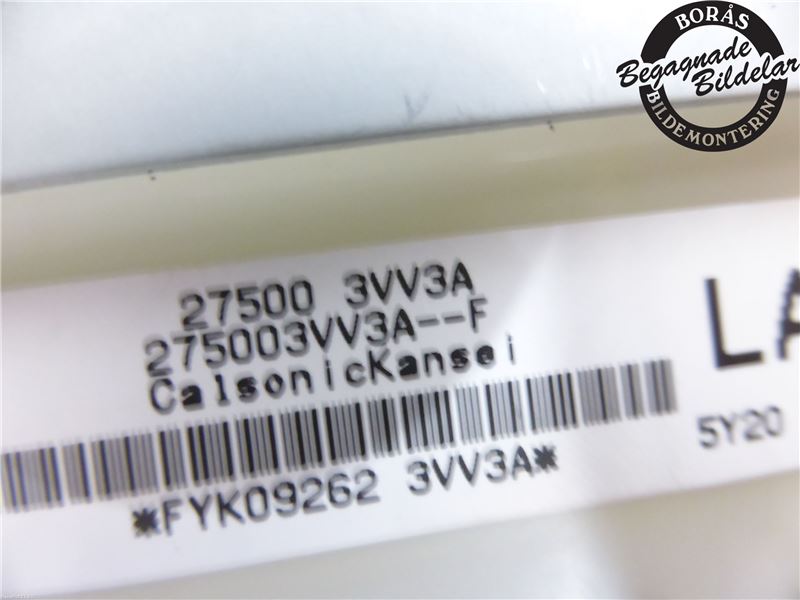 BORÅS
Begagnade
Bildelar
BILDEMONTERING
27500 3VV3A
275003VV3A--F
CalsonicKansei
LA
5Y20
*FYK09262 3VV3A*